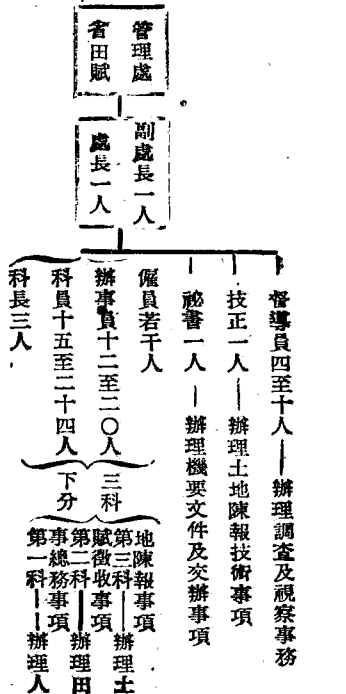 省田賦
管理處
處長一人
副處長一人
科長三人
科員十五至二十四人
辦事員十二至二〇人
僱員若干人
下分
三科
第一科——辦理人
事總務事項
第二科——辦理田
賦徵收事項
第三科——辦理土
地陳報事項
祕書一人——辦理機要文件及交辦事項
技正一人——辦理土地陳報技術事項
督導員四至十人——辦理調查及視察事務